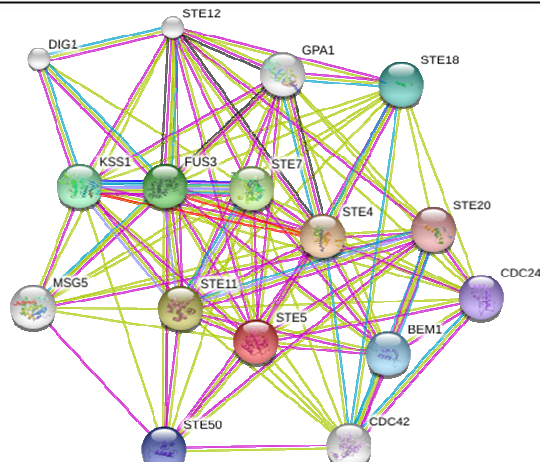 STE12
DIG1
GPA1
STE18
KSS1
FUS3
STE7
STE4
STE20
MSG5
STE11
CDC24
STE5
BEM1
STE50
CDC42